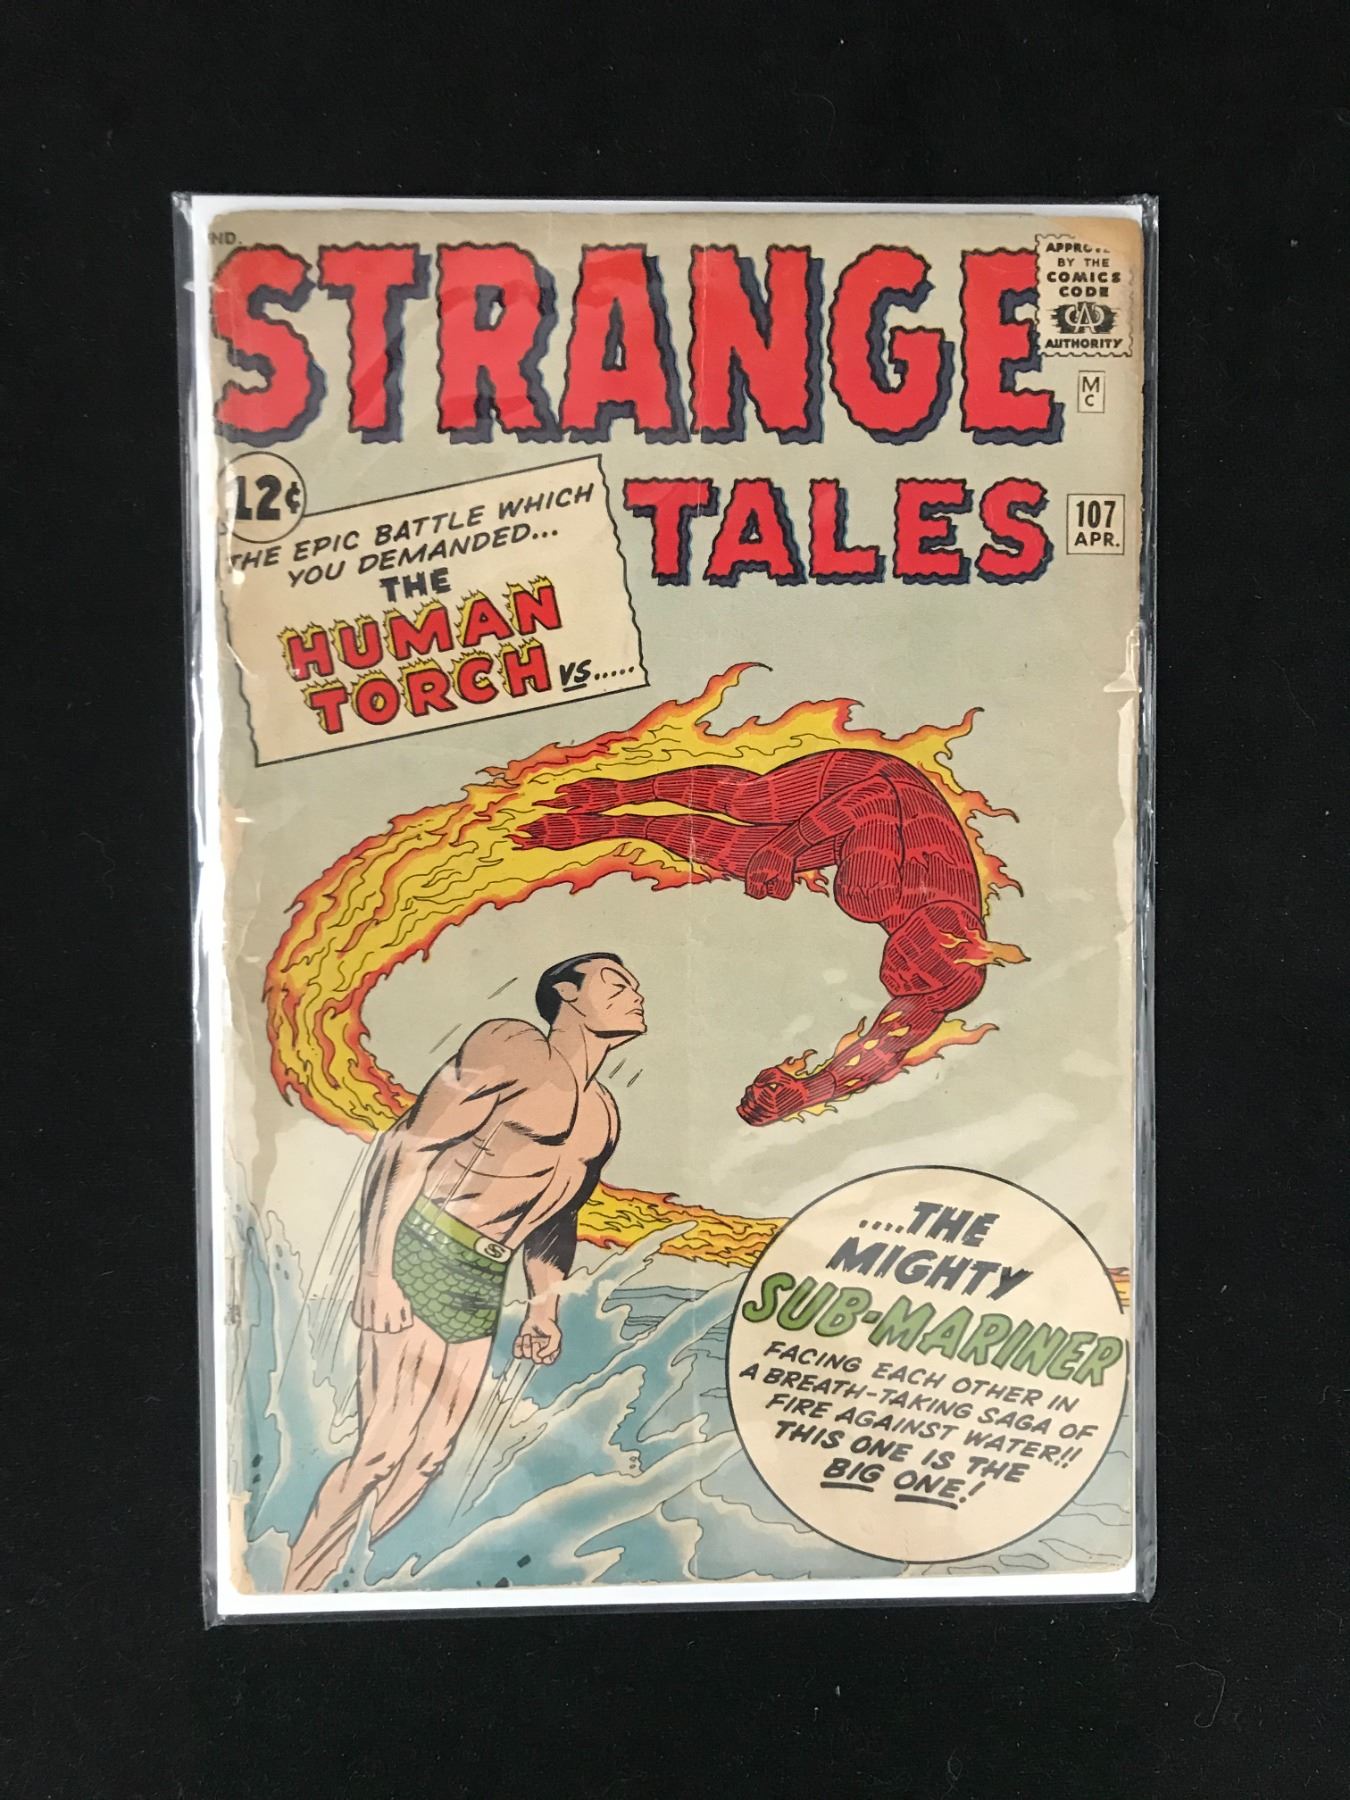 IND.
STRANGE
TALES
APPROVED
BY THE
COMICS
CODE
CA
AUTHORITY
M
C
12¢
107
APR.
THE EPIC BATTLE WHICH
YOU DEMANDED...
THE
HUMAN
TORCH VS.....
S
....THE
MIGHTY
SUB-MARINER
FACING EACH OTHER IN
A BREATH-TAKING SAGA OF
FIRE AGAINST WATER!!
THIS ONE IS THE
BIG ONE!